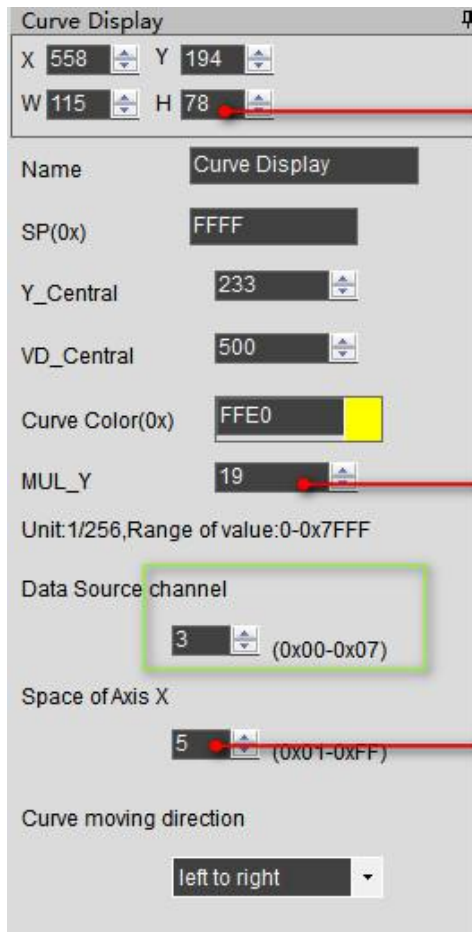 Curve Display
X 558 Y 194
W 115 H 78
Name Curve Display
SP(0x) FFFF
Y_Central 233
VD_Central 500
Curve Color(0x) FFE0
MUL_Y 19
Unit:1/256,Range of value:0-0x7FFF
Data Source channel
3 (0x00-0x07)
Space of Axis X
5 (0x01-0xFF)
Curve moving direction
left to right